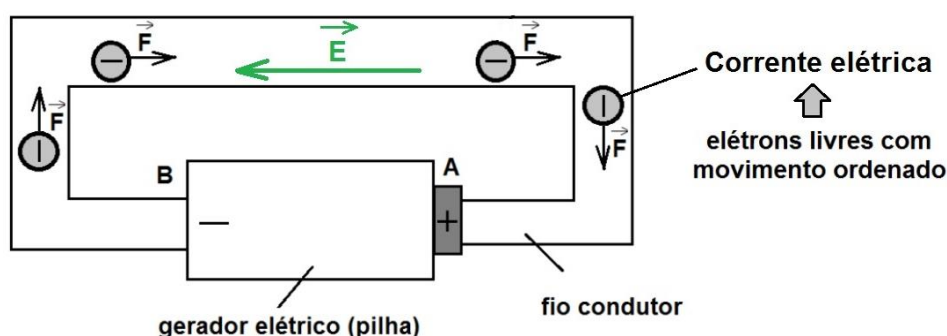 F
F
E
Corrente elétrica
F
F
elétrons livres com
movimento ordenado
B
A
−
+
fio condutor
gerador elétrico (pilha)